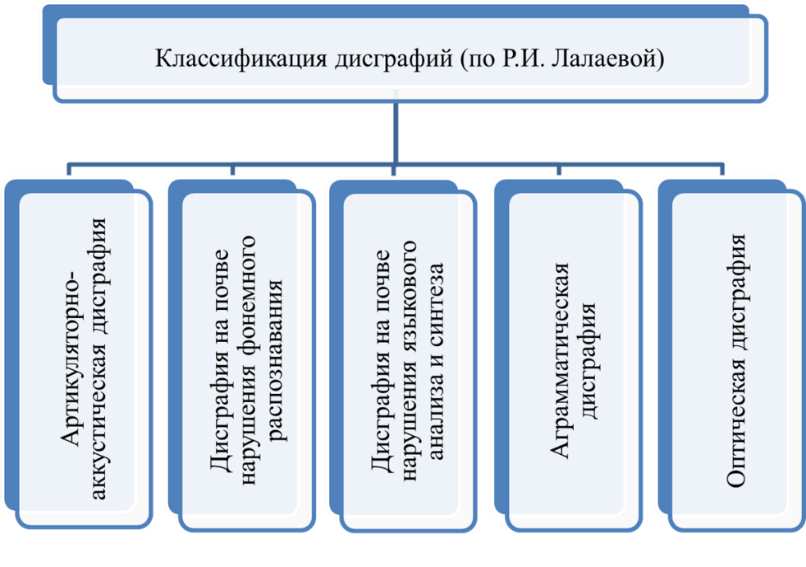 Классификация дисграфий (по Р.И. Лалаевой)
Артикуляторно-
аккустическая дисграфия
Дисграфия на почве
нарушения фонемного
распознавания
Дисграфия на почве
нарушения языкового
анализа и синтеза
Аграмматическая
дисграфия
Оптическая дисграфия